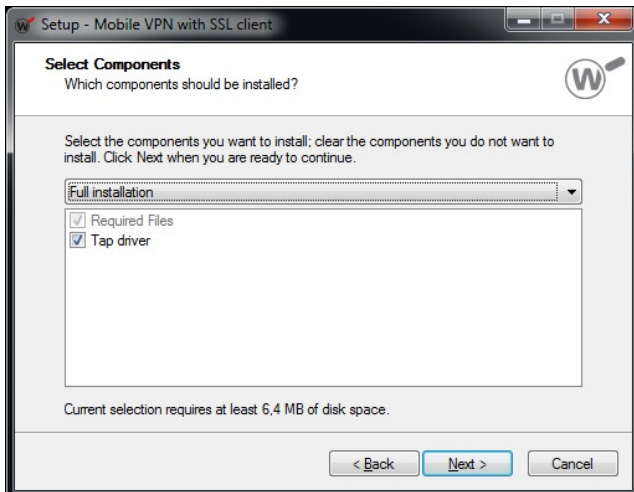 Setup - Mobile VPN with SSL client
Select Components
Which components should be installed?
W
Select the components you want to install; clear the components you do not want to
install. Click Next when you are ready to continue.
Full installation
Required Files
Tap driver
Current selection requires at least 6,4 MB of disk space.
< Back
Next >
Cancel